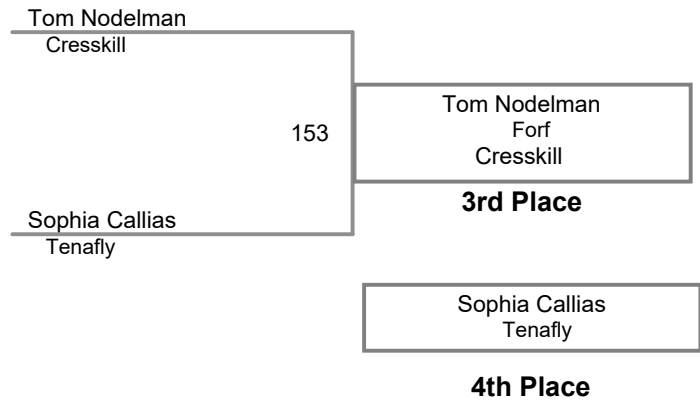 Tom Nodelman
Cresskill
153
Tom Nodelman
Forf
Cresskill
3rd Place
Sophia Callias
Tenafly
Sophia Callias
Tenafly
4th Place